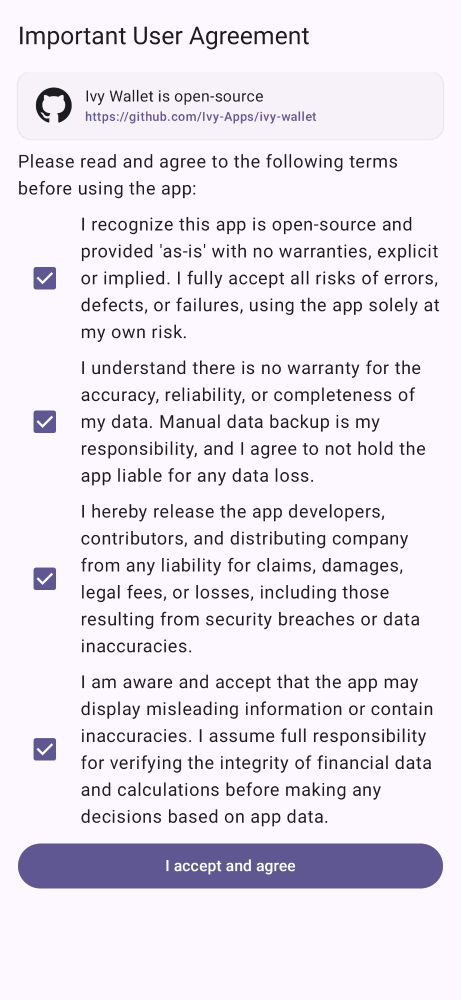 Important User Agreement
Ivy Wallet is open-source
https://github.com/Ivy-Apps/ivy-wallet
Please read and agree to the following terms
before using the app:
I recognize this app is open-source and
provided 'as-is' with no warranties, explicit
or implied. I fully accept all risks of errors,
defects, or failures, using the app solely at
my own risk.
I understand there is no warranty for the
accuracy, reliability, or completeness of
my data. Manual data backup is my
responsibility, and I agree to not hold the
app liable for any data loss.
I hereby release the app developers,
contributors, and distributing company
from any liability for claims, damages,
legal fees, or losses, including those
resulting from security breaches or data
inaccuracies.
I am aware and accept that the app may
display misleading information or contain
inaccuracies. I assume full responsibility
for verifying the integrity of financial data
and calculations before making any
decisions based on app data.
I accept and agree